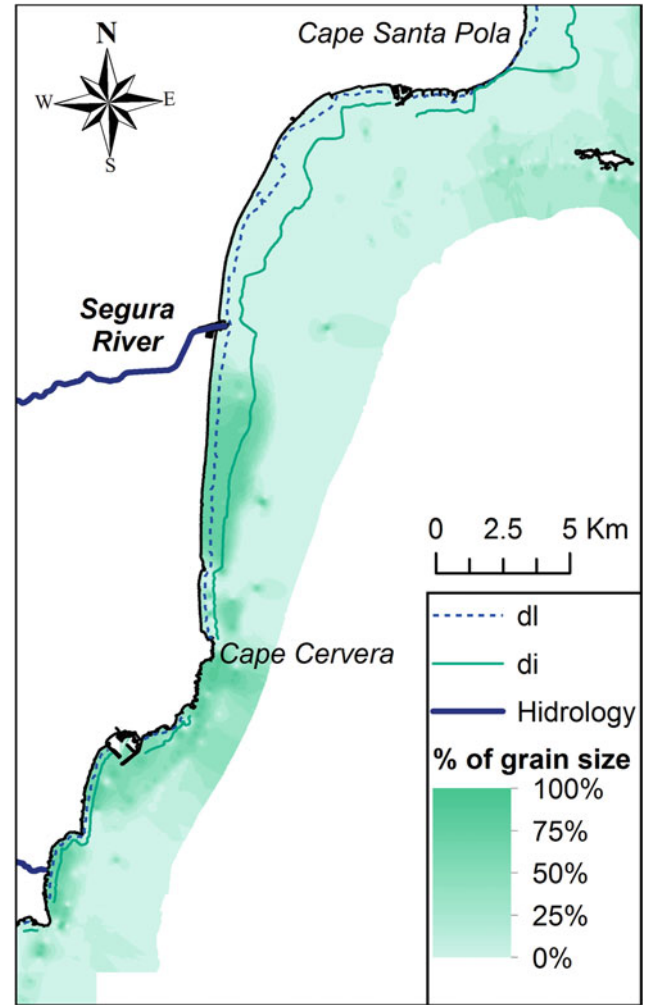 Cape Santa Pola
N
W
E
S
Segura
River
0 2.5 5 Km
Cape Cervera
dl
di
Hidrology
% of grain size
100%
75%
50%
25%
0%